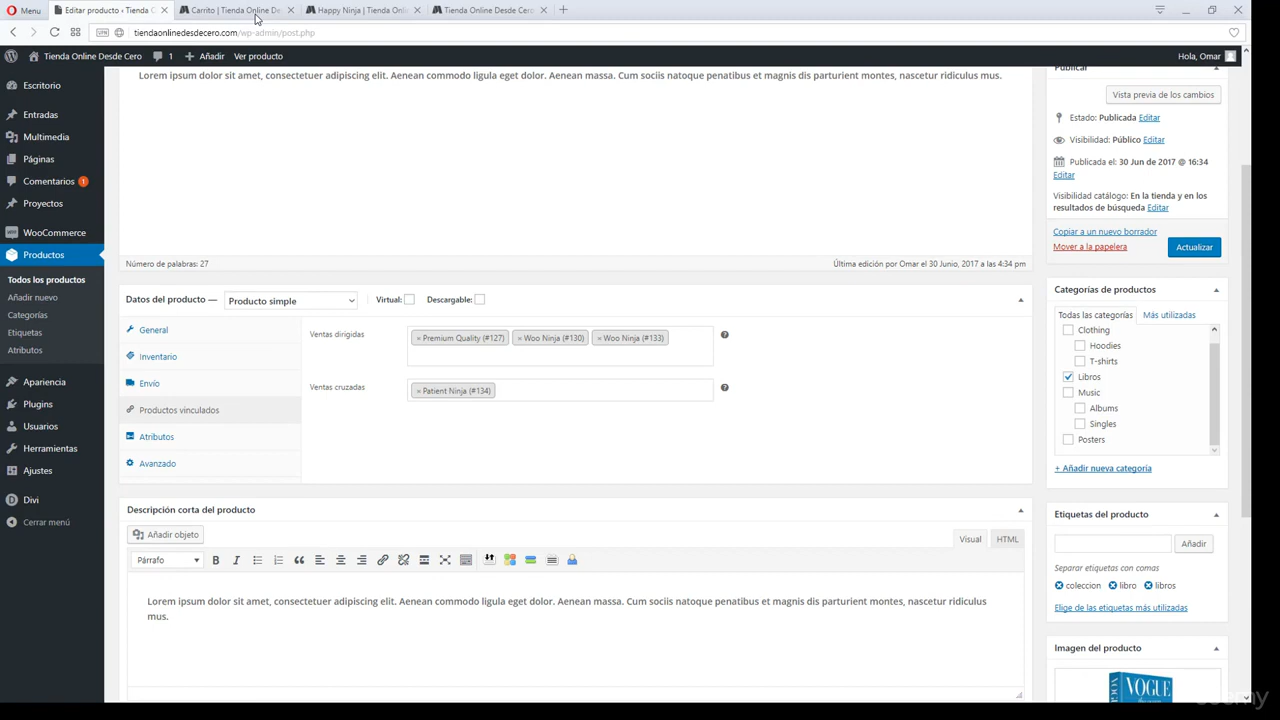 Menu
Editar producto ‹ Tienda C
Carrito | Tienda Online De
Happy Ninja | Tienda Onli
Tienda Online Desde Cero
VPN
tiendaonlinedesdecero.com/wp-admin/post.php
Tienda Online Desde Cero
1
Añadir
Ver producto
Hola, Omar
Escritorio
Entradas
Multimedia
Páginas
Comentarios 1
Proyectos
WooCommerce
Productos
Todos los productos
Añadir nuevo
Categorías
Etiquetas
Atributos
Apariencia
Plugins
Usuarios
Herramientas
Ajustes
Divi
Cerrar menú
Lorem ipsum dolor sit amet, consectetuer adipiscing elit. Aenean commodo ligula eget dolor. Aenean massa. Cum sociis natoque penatibus et magnis dis parturient montes, nascetur ridiculus mus.
Número de palabras: 27
Última edición por Omar el 30 Junio, 2017 a las 4:34 pm
Datos del producto —
Producto simple
Virtual:
Descargable:
General
Inventario
Envío
Productos vinculados
Atributos
Avanzado
Ventas dirigidas
× Premium Quality (#127)
× Woo Ninja (#130)
× Woo Ninja (#133)
Ventas cruzadas
× Patient Ninja (#134)
Descripción corta del producto
Añadir objeto
Visual
HTML
Párrafo
B
I
Lorem ipsum dolor sit amet, consectetuer adipiscing elit. Aenean commodo ligula eget dolor. Aenean massa. Cum sociis natoque penatibus et magnis dis parturient montes, nascetur ridiculus
mus.
Publicar
Vista previa de los cambios
Estado: Publicada Editar
Visibilidad: Público Editar
Publicada el: 30 Jun de 2017 @ 16:34
Editar
Visibilidad catálogo: En la tienda y en los
resultados de búsqueda Editar
Copiar a un nuevo borrador
Mover a la papelera
Actualizar
Categorías de productos
Todas las categorías
Más utilizadas
Clothing
Hoodies
T-shirts
Libros
Music
Albums
Singles
Posters
+ Añadir nueva categoría
Etiquetas del producto
Añadir
Separar etiquetas con comas
coleccion
libro
libros
Elige de las etiquetas más utilizadas
Imagen del producto
VOGUE
udemy